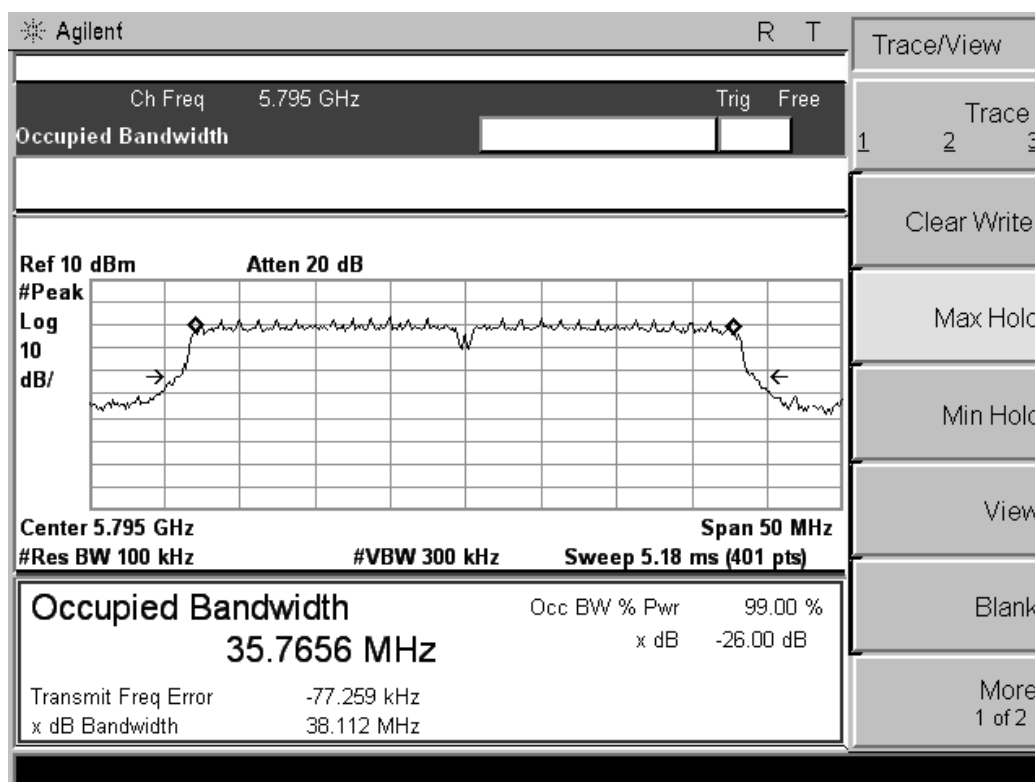 Agilent R T
Ch Freq 5.795 GHz Trig Free
Occupied Bandwidth
Ref 10 dBm Atten 20 dB
#Peak
Log
10
dB/
Center 5.795 GHz Span 50 MHz
#Res BW 100 kHz #VBW 300 kHz Sweep 5.18 ms (401 pts)
Occupied Bandwidth
35.7656 MHz
Occ BW % Pwr 99.00 %
x dB -26.00 dB
Transmit Freq Error -77.259 kHz
x dB Bandwidth 38.112 MHz
Trace/View
Trace
1 2 3
Clear Write
Max Hold
Min Hold
View
Blank
More
1 of 2